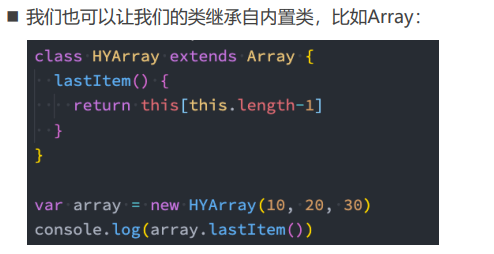 ■ 我们也可以让我们的类继承自内置类，比如Array：
class HYArray extends Array {
  lastItem() {
    return this[this.length-1]
  }
}

var array = new HYArray(10, 20, 30)
console.log(array.lastItem())